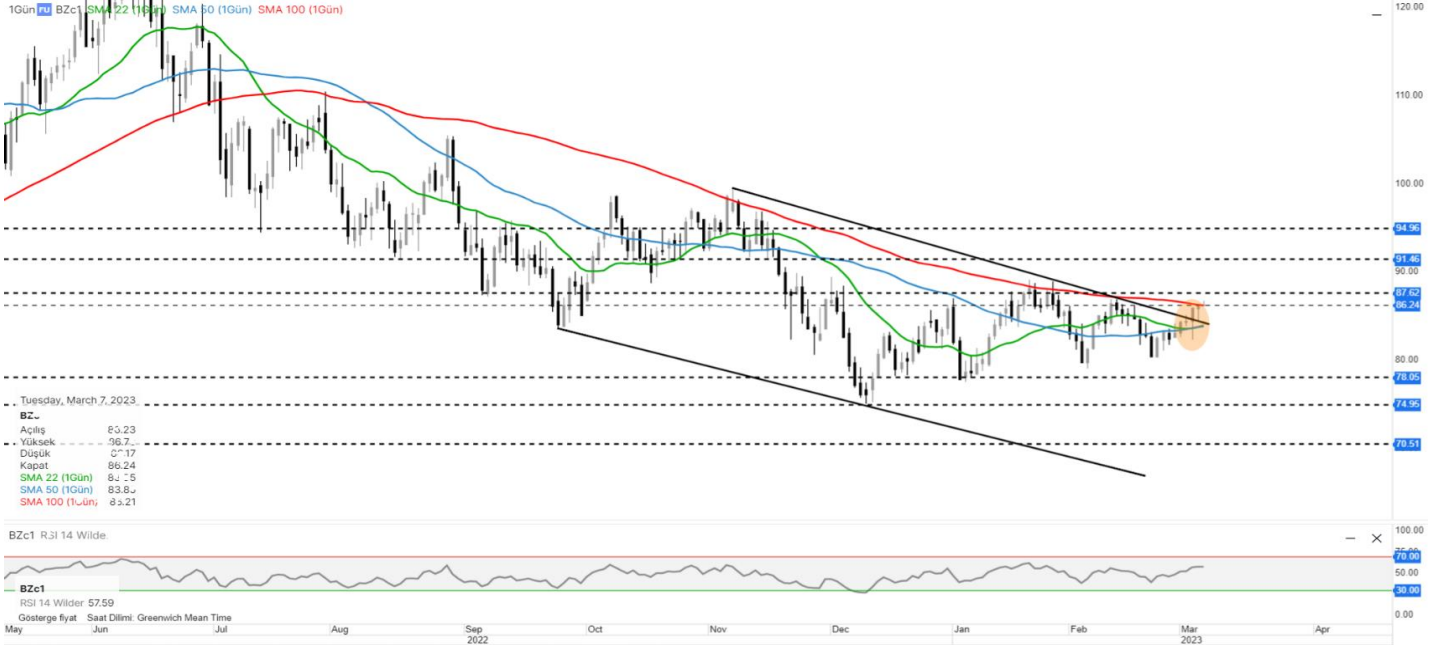 1Gün ru BZc1 SMA 22 (1Gün) SMA 50 (1Gün) SMA 100 (1Gün)
120.00
110.00
100.00
94.96
91.46
90.00
87.62
86.24
80.00
78.05
74.95
70.51
Tuesday, March 7, 2023
Açılış
Yüksek
Düşük
Kapat 86.24
SMA 22 (1Gün)
SMA 50 (1Gün)
SMA 100
BZc1 RSI 14 Wilde
100.00
70.00
50.00
30.00
0.00
BZc1
RSI 14 Wilder 57.59
Gösterge fiyat Saat Dilimi: Greenwich Mean Time
May Jun Jul Aug Sep Oct Nov Dec Jan Feb Mar Apr
2022 2023